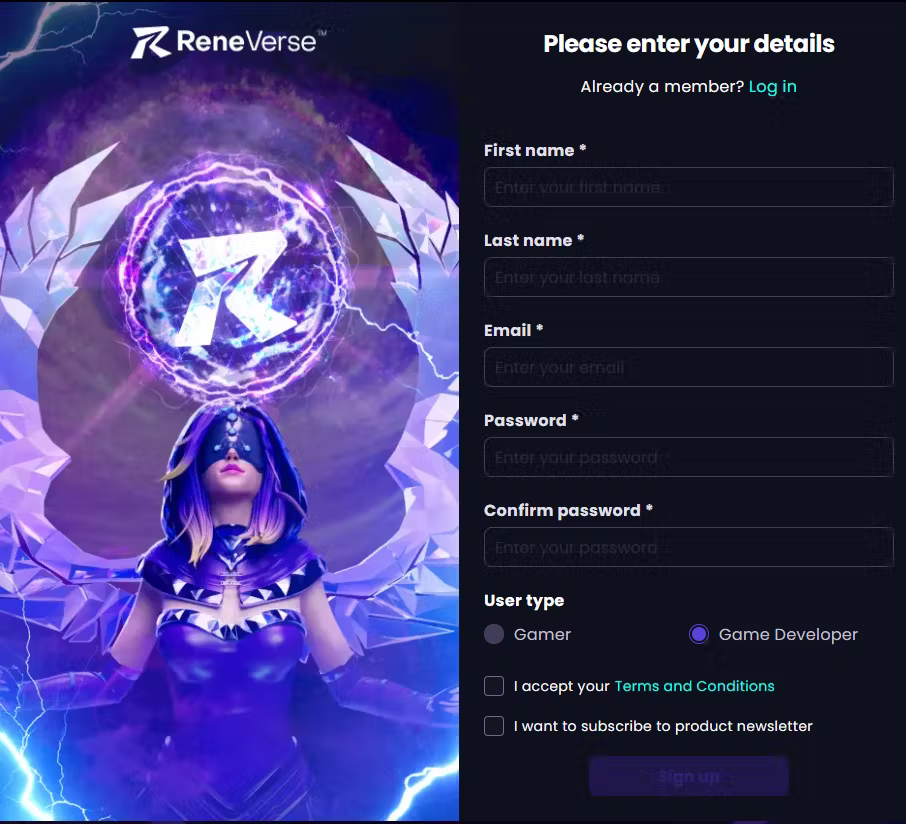 ReneVerse™
Please enter your details
Already a member? Log in
First name *
Enter your first name
Last name *
Enter your last name
Email *
Enter your email
Password *
Enter your password
Confirm password *
Enter your password
User type
Gamer
Game Developer
I accept your Terms and Conditions
I want to subscribe to product newsletter
Sign up